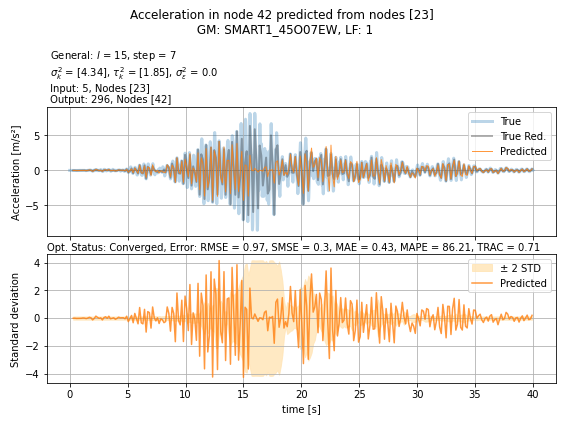 Acceleration in node 42 predicted from nodes [23]
GM: SMART1_45O07EW, LF: 1
General: l = 15, step = 7
σ²ₖ = [4.34], τ²ₖ = [1.85], σ²ₑ = 0.0
Input: 5, Nodes [23]
Output: 296, Nodes [42]
Acceleration [m/s²]
5
0
−5
True
True Red.
Predicted
Opt. Status: Converged, Error: RMSE = 0.97, SMSE = 0.3, MAE = 0.43, MAPE = 86.21, TRAC = 0.71
Standard deviation
4
2
0
−2
−4
± 2 STD
Predicted
0 5 10 15 20 25 30 35 40
time [s]